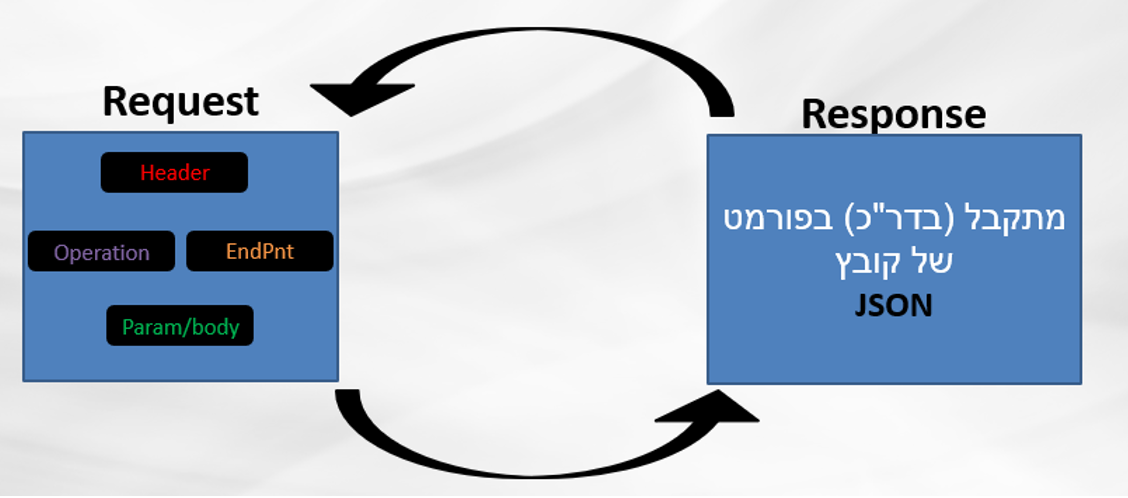 Request
Header
Operation
EndPnt
Param/body
Response
מתקבל (בדר"כ) בפורמט
של קובץ
JSON